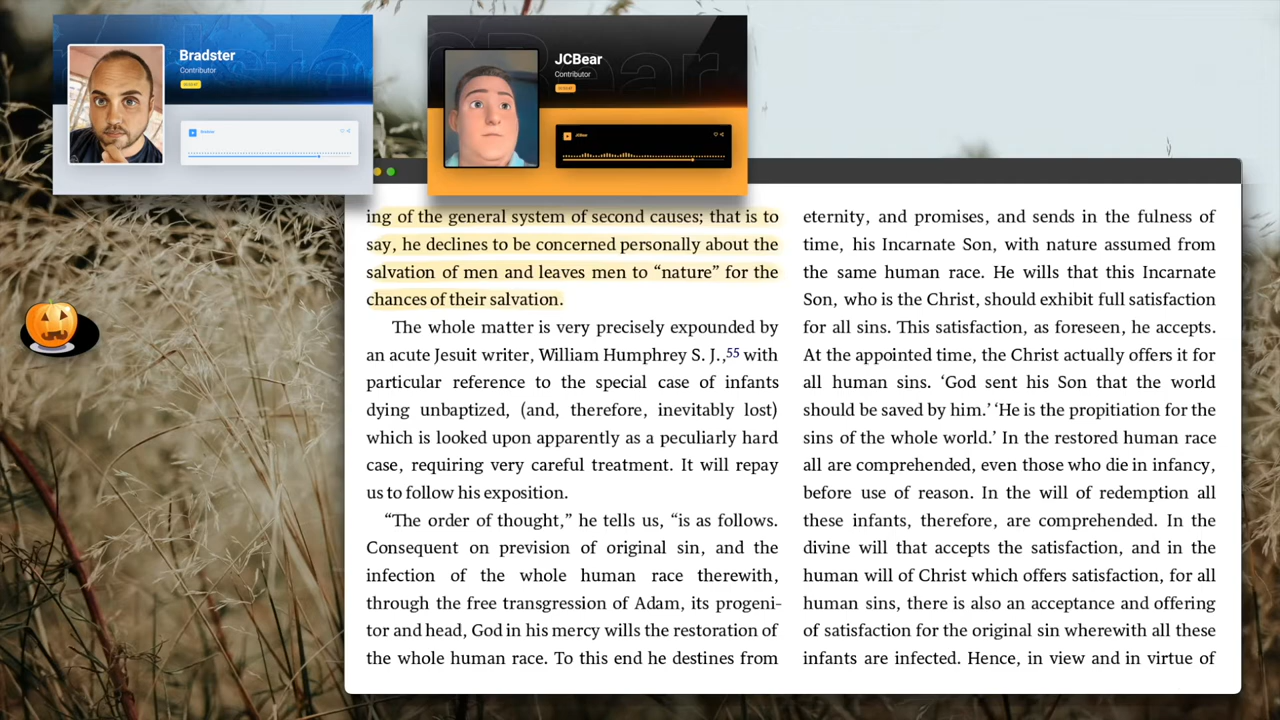 Bradster
Contributor
Bradster
JCBear
Contributor
JCBear
ing of the general system of second causes; that is to
say, he declines to be concerned personally about the
salvation of men and leaves men to “nature” for the
chances of their salvation.
The whole matter is very precisely expounded by
an acute Jesuit writer, William Humphrey S. J.,55 with
particular reference to the special case of infants
dying unbaptized, (and, therefore, inevitably lost)
which is looked upon apparently as a peculiarly hard
case, requiring very careful treatment. It will repay
us to follow his exposition.
“The order of thought,” he tells us, “is as follows.
Consequent on prevision of original sin, and the
infection of the whole human race therewith,
through the free transgression of Adam, its progeni-
tor and head, God in his mercy wills the restoration of
the whole human race. To this end he destines from
eternity, and promises, and sends in the fulness of
time, his Incarnate Son, with nature assumed from
the same human race. He wills that this Incarnate
Son, who is the Christ, should exhibit full satisfaction
for all sins. This satisfaction, as foreseen, he accepts.
At the appointed time, the Christ actually offers it for
all human sins. ‘God sent his Son that the world
should be saved by him.’ ‘He is the propitiation for the
sins of the whole world.’ In the restored human race
all are comprehended, even those who die in infancy,
before use of reason. In the will of redemption all
these infants, therefore, are comprehended. In the
divine will that accepts the satisfaction, and in the
human will of Christ which offers satisfaction, for all
human sins, there is also an acceptance and offering
of satisfaction for the original sin wherewith all these
infants are infected. Hence, in view and in virtue of